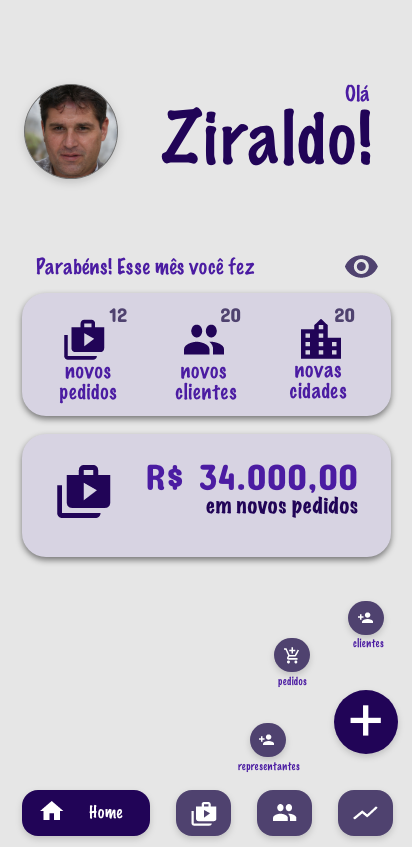 Olá
Ziraldo!
Parabéns! Esse mês você fez
12
novos
pedidos
20
novos
clientes
20
novas
cidades
R$ 34.000,00
em novos pedidos
clientes
pedidos
representantes
Home